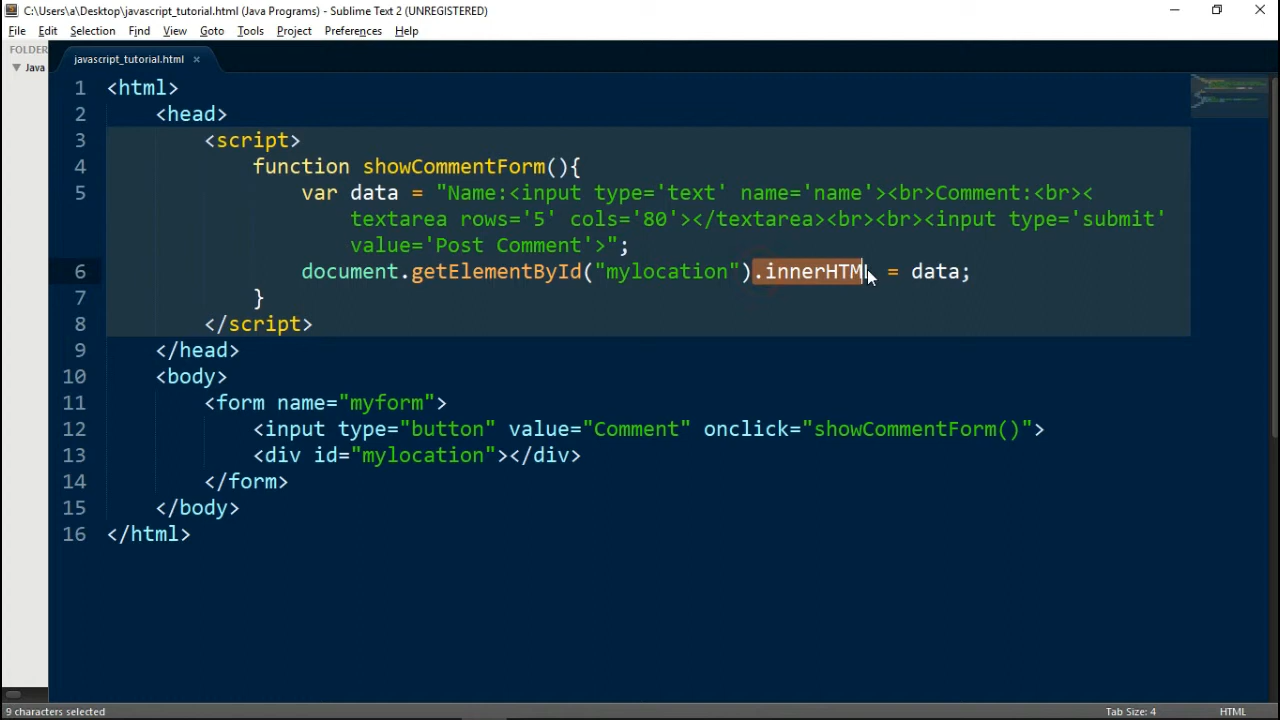 C:\Users\a\Desktop\javascript_tutorial.html (Java Programs) - Sublime Text 2 (UNREGISTERED)
File Edit Selection Find View Goto Tools Project Preferences Help
FOLDER
javascript_tutorial.html ×
Java
1 <html>
2 <head>
3 <script>
4 function showCommentForm(){
5 var data = "Name:<input type='text' name='name'><br>Comment:<br><
textarea rows='5' cols='80'></textarea><br><br><input type='submit'
value='Post Comment'>";
6 document.getElementById("mylocation").innerHTML = data;
7 }
8 </script>
9 </head>
10 <body>
11 <form name="myform">
12 <input type="button" value="Comment" onclick="showCommentForm()">
13 <div id="mylocation"></div>
14 </form>
15 </body>
16 </html>
9 characters selected
Tab Size: 4
HTML